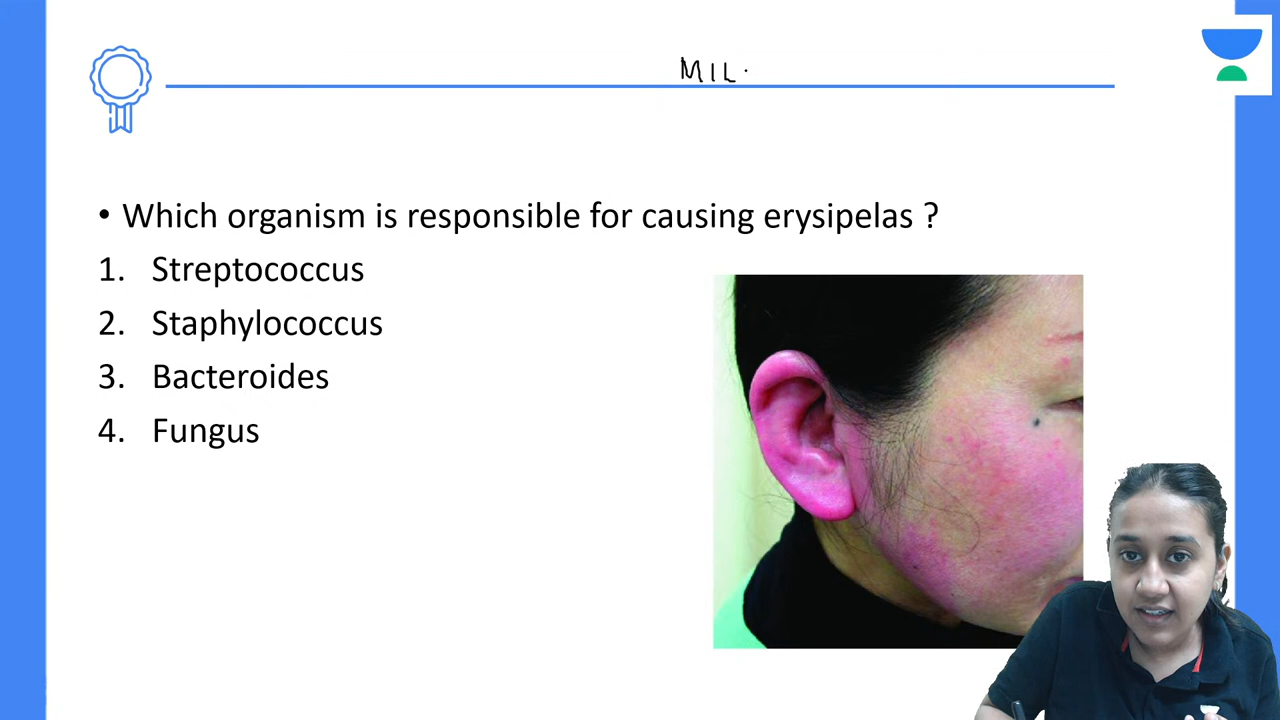 MIL.
• Which organism is responsible for causing erysipelas ?
1. Streptococcus
2. Staphylococcus
3. Bacteroides
4. Fungus